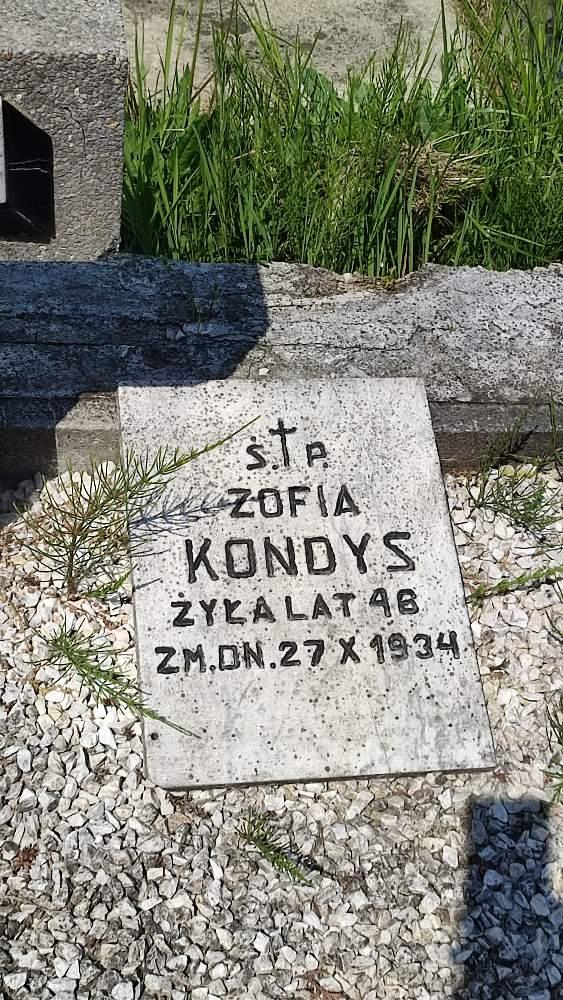 Ś.†P.
ZOFIA
KONDYS
ŻYŁA LAT 46
ZM. DN. 27 X 1934